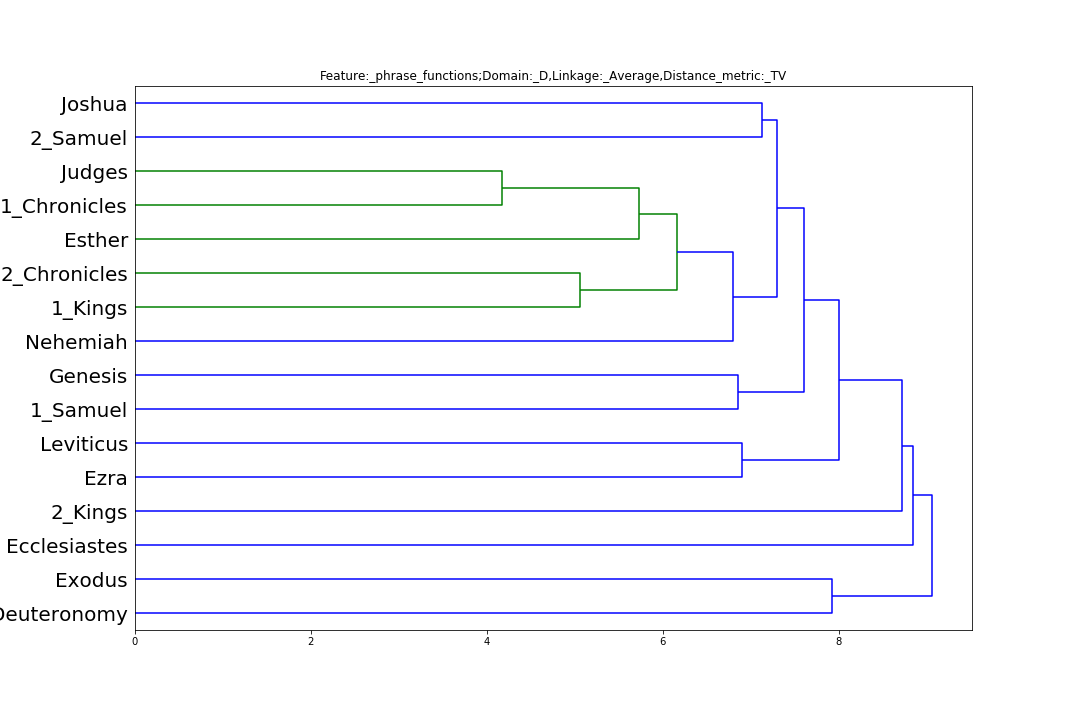 Feature:_phrase_functions;Domain:_D,Linkage:_Average,Distance_metric:_TV
Joshua
2_Samuel
Judges
1_Chronicles
Esther
2_Chronicles
1_Kings
Nehemiah
Genesis
1_Samuel
Leviticus
Ezra
2_Kings
Ecclesiastes
Exodus
Deuteronomy
0 2 4 6 8